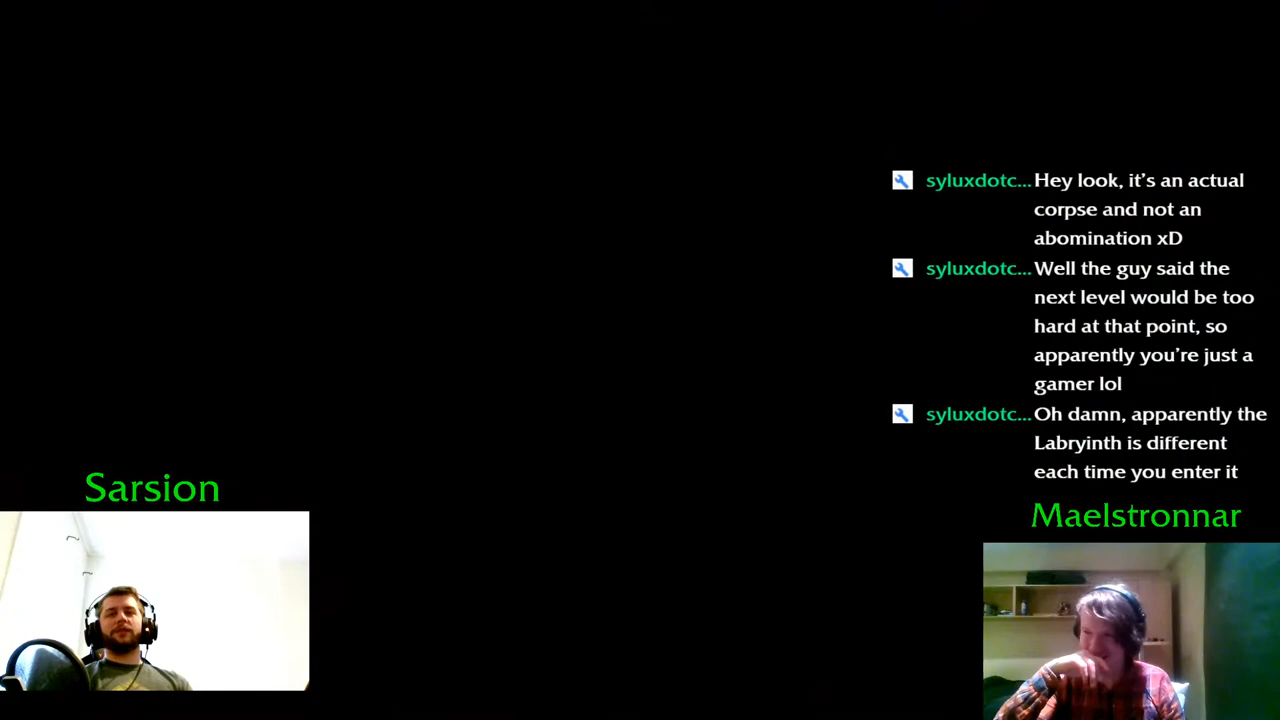 syluxdotc... Hey look, it's an actual
corpse and not an
abomination xD
syluxdotc... Well the guy said the
next level would be too
hard at that point, so
apparently you're just a
gamer lol
syluxdotc... Oh damn, apparently the
Labryinth is different
each time you enter it
Sarsion
Maelstronnar